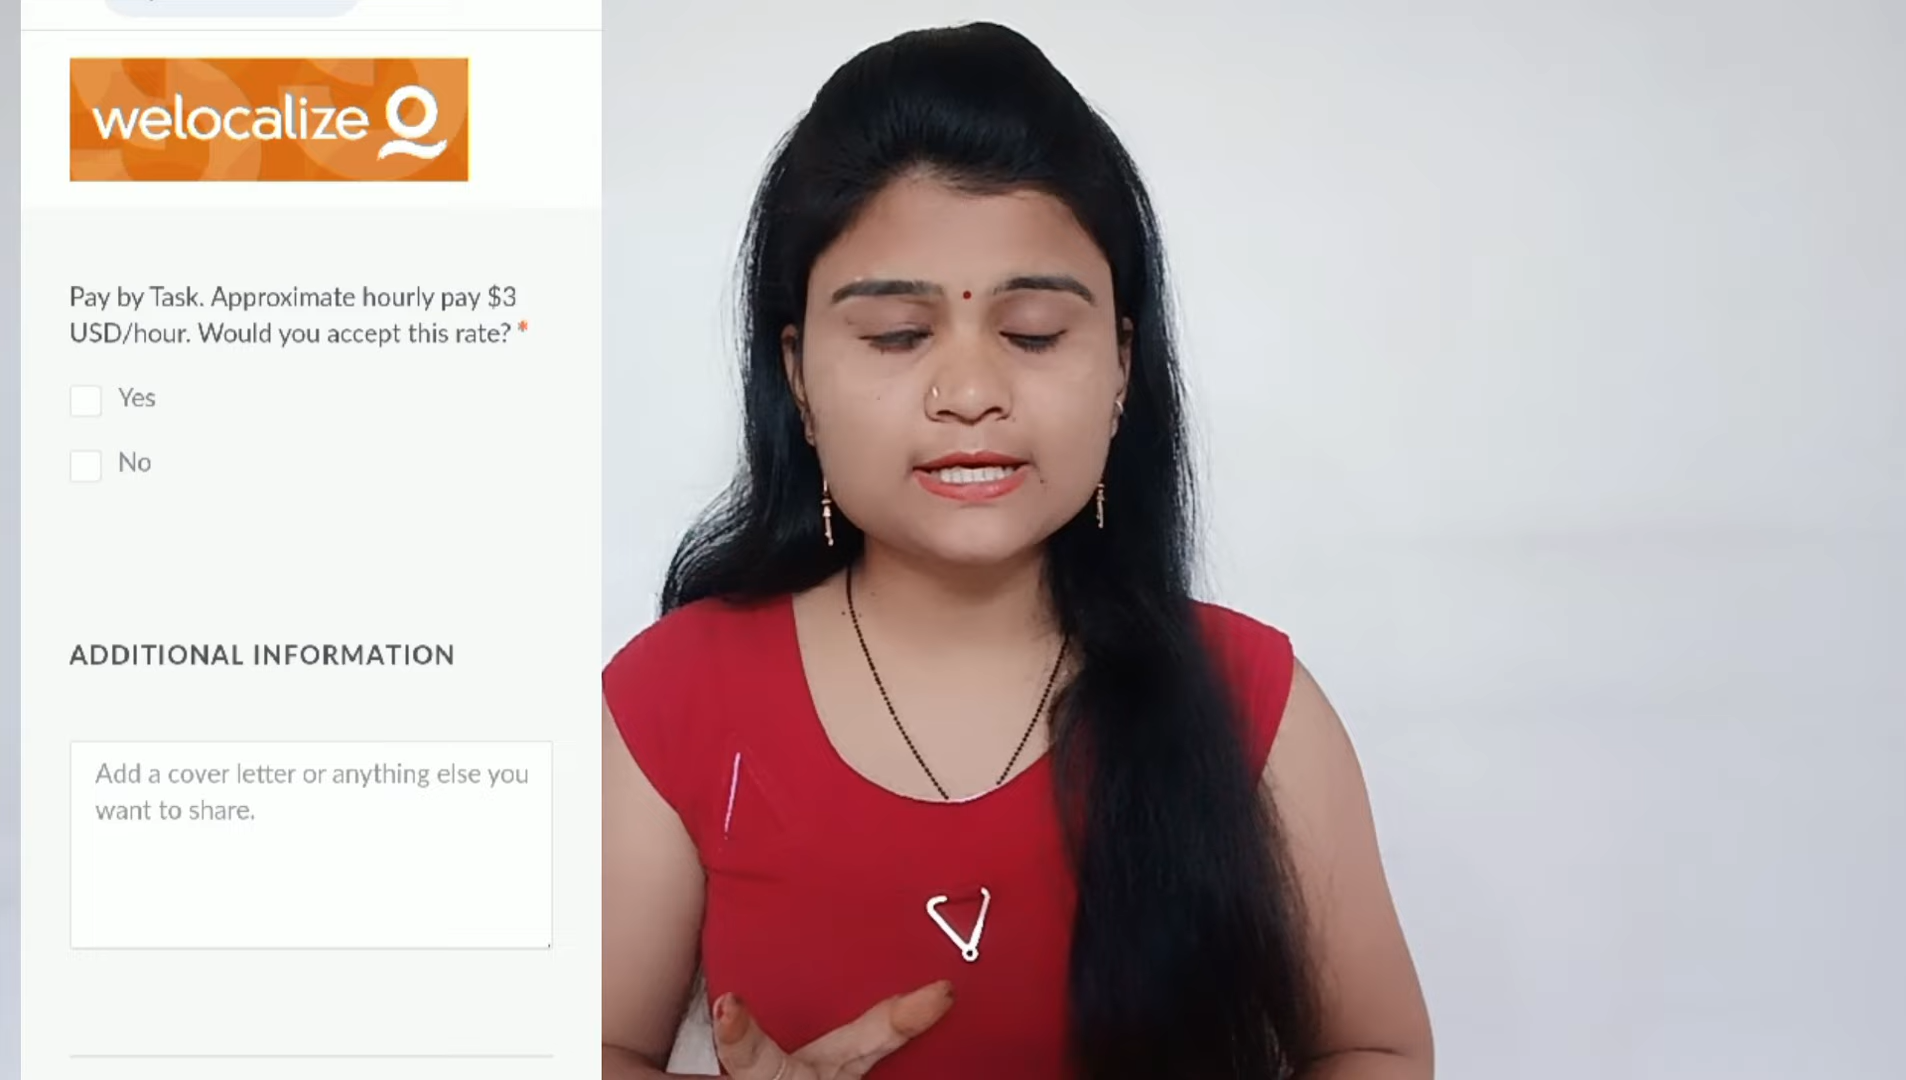 welocalize
Pay by Task. Approximate hourly pay $3
USD/hour. Would you accept this rate? *
Yes
No
ADDITIONAL INFORMATION
Add a cover letter or anything else you
want to share.